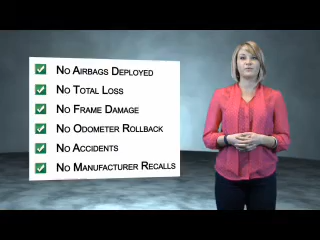 No Airbags Deployed
No Total Loss
No Frame Damage
No Odometer Rollback
No Accidents
No Manufacturer Recalls